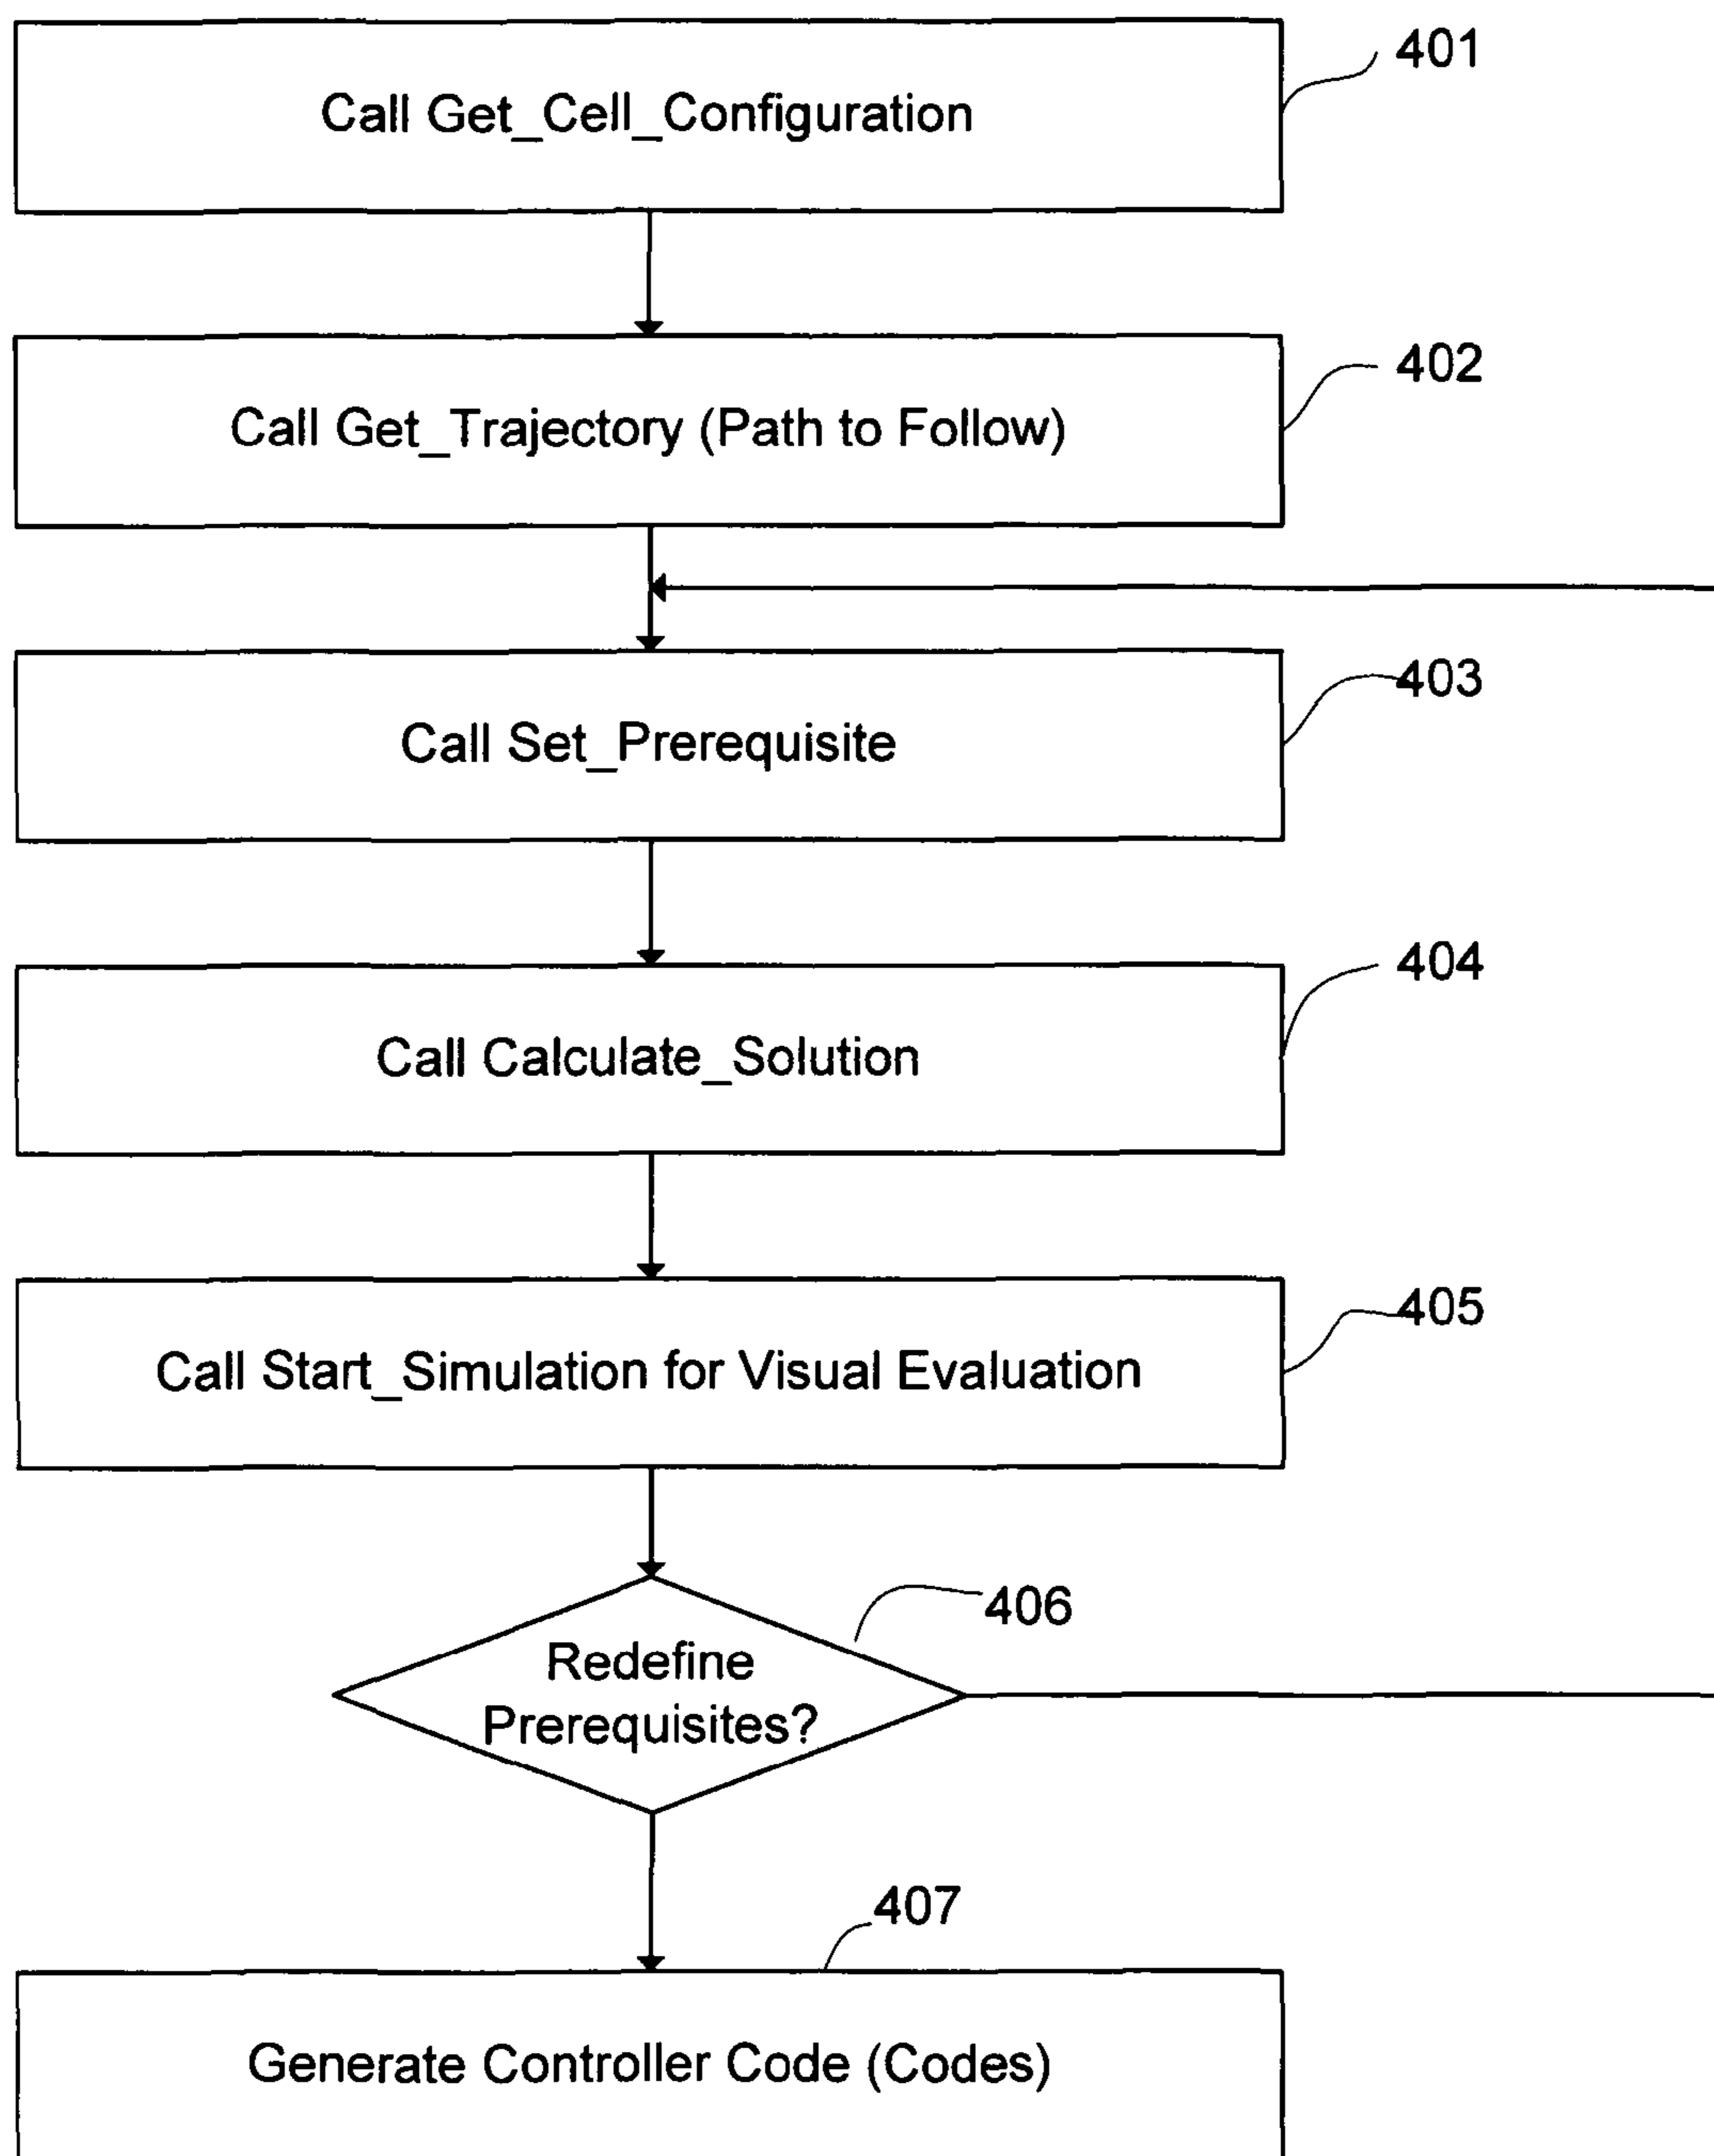 401
Call Get_Cell_Configuration
402
Call Get_Trajectory (Path to Follow)
403
Call Set_Prerequisite
404
Call Calculate_Solution
405
Call Start_Simulation for Visual Evaluation
406
Redefine
Prerequisites?
407
Generate Controller Code (Codes)